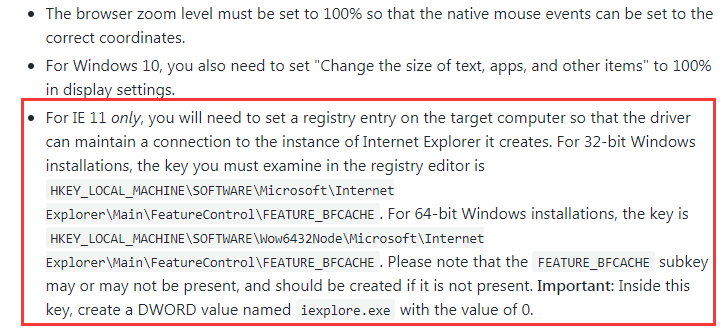 The browser zoom level must be set to 100% so that the native mouse events can be set to the
correct coordinates.
For Windows 10, you also need to set "Change the size of text, apps, and other items" to 100%
in display settings.
For IE 11 only, you will need to set a registry entry on the target computer so that the driver
can maintain a connection to the instance of Internet Explorer it creates. For 32-bit Windows
installations, the key you must examine in the registry editor is
HKEY_LOCAL_MACHINE\SOFTWARE\Microsoft\Internet
Explorer\Main\FeatureControl\FEATURE_BFCACHE . For 64-bit Windows installations, the key is
HKEY_LOCAL_MACHINE\SOFTWARE\Wow6432Node\Microsoft\Internet
Explorer\Main\FeatureControl\FEATURE_BFCACHE . Please note that the FEATURE_BFCACHE subkey
may or may not be present, and should be created if it is not present. Important: Inside this
key, create a DWORD value named iexplore.exe with the value of 0.